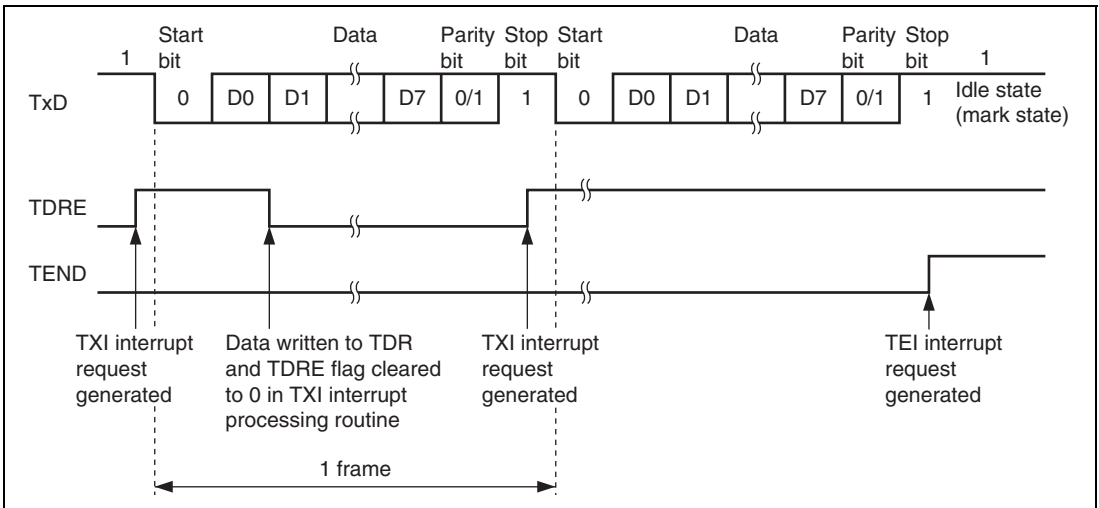 Start Data Parity Stop Start Data Parity Stop
1 bit bit bit bit bit bit 1
TxD 0 D0 D1 D7 0/1 1 0 D0 D1 D7 0/1 1 Idle state
(mark state)
TDRE
TEND
TXI interrupt Data written to TDR TXI interrupt TEI interrupt
request and TDRE flag cleared request request
generated to 0 in TXI interrupt generated generated
processing routine
1 frame